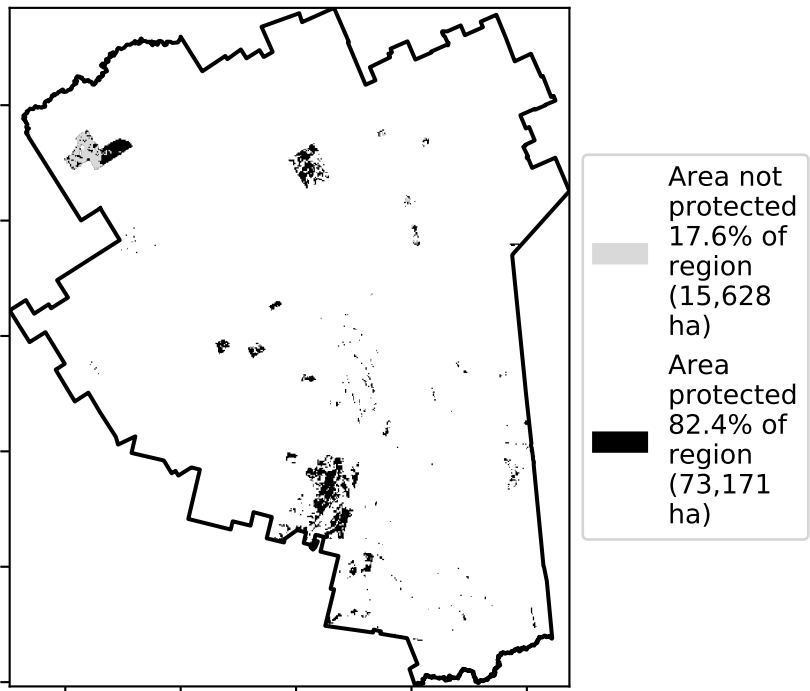 Area not
protected
17.6% of
region
(15,628
ha)
Area
protected
82.4% of
region
(73,171
ha)